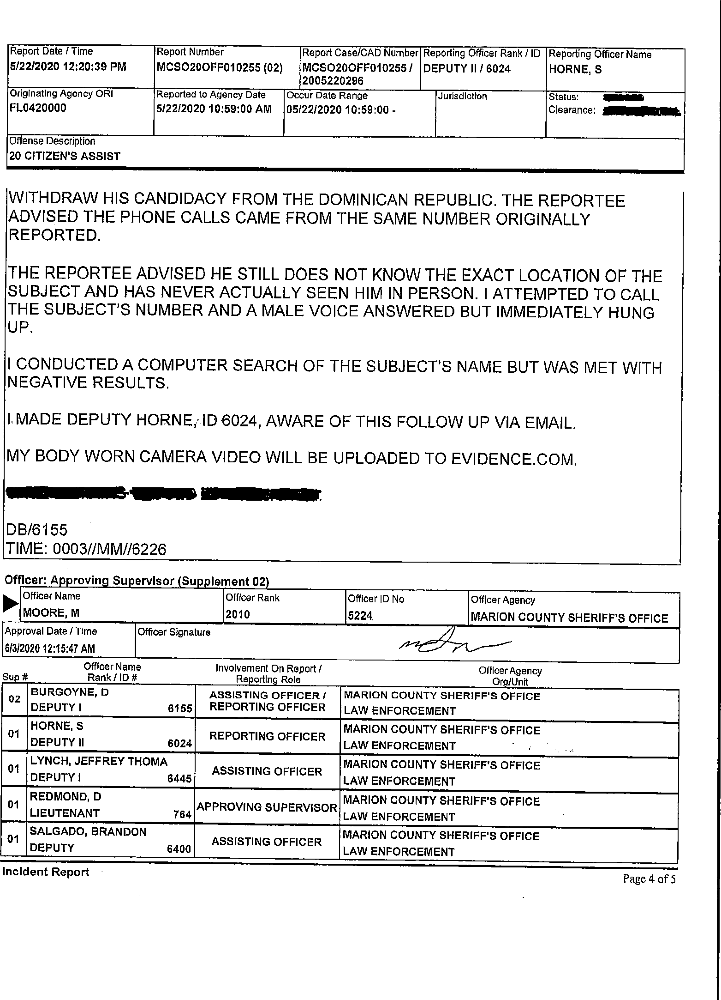 Report Date / Time
5/22/2020 12:20:39 PM
Report Number
MCSO20OFF010255 (02)
Report Case/CAD Number
MCSO20OFF010255 /
2005220296
Reporting Officer Rank / ID
DEPUTY II / 6024
Reporting Officer Name
HORNE, S
Originating Agency ORI
FL0420000
Reported to Agency Date
5/22/2020 10:59:00 AM
Occur Date Range
05/22/2020 10:59:00 -
Jurisdiction
Status:
Clearance:
Offense Description
20 CITIZEN'S ASSIST
WITHDRAW HIS CANDIDACY FROM THE DOMINICAN REPUBLIC. THE REPORTEE
ADVISED THE PHONE CALLS CAME FROM THE SAME NUMBER ORIGINALLY
REPORTED.
THE REPORTEE ADVISED HE STILL DOES NOT KNOW THE EXACT LOCATION OF THE
SUBJECT AND HAS NEVER ACTUALLY SEEN HIM IN PERSON. I ATTEMPTED TO CALL
THE SUBJECT'S NUMBER AND A MALE VOICE ANSWERED BUT IMMEDIATELY HUNG
UP.
I CONDUCTED A COMPUTER SEARCH OF THE SUBJECT'S NAME BUT WAS MET WITH
NEGATIVE RESULTS.
I MADE DEPUTY HORNE, ID 6024, AWARE OF THIS FOLLOW UP VIA EMAIL.
MY BODY WORN CAMERA VIDEO WILL BE UPLOADED TO EVIDENCE.COM.
DB/6155
TIME: 0003//MM//6226
Officer: Approving Supervisor (Supplement 02)
Officer Name
MOORE, M
Officer Rank
2010
Officer ID No
5224
Officer Agency
MARION COUNTY SHERIFF'S OFFICE
Approval Date / Time
6/3/2020 12:15:47 AM
Officer Signature
Sup #
Officer Name
Rank / ID #
Involvement On Report /
Reporting Role
Officer Agency
Org/Unit
02
BURGOYNE, D
DEPUTY I 6155
ASSISTING OFFICER /
REPORTING OFFICER
MARION COUNTY SHERIFF'S OFFICE
LAW ENFORCEMENT
01
HORNE, S
DEPUTY II 6024
REPORTING OFFICER
MARION COUNTY SHERIFF'S OFFICE
LAW ENFORCEMENT
01
LYNCH, JEFFREY THOMA
DEPUTY I 6445
ASSISTING OFFICER
MARION COUNTY SHERIFF'S OFFICE
LAW ENFORCEMENT
01
REDMOND, D
LIEUTENANT 764
APPROVING SUPERVISOR
MARION COUNTY SHERIFF'S OFFICE
LAW ENFORCEMENT
01
SALGADO, BRANDON
DEPUTY 6400
ASSISTING OFFICER
MARION COUNTY SHERIFF'S OFFICE
LAW ENFORCEMENT
Incident Report
Page 4 of 5